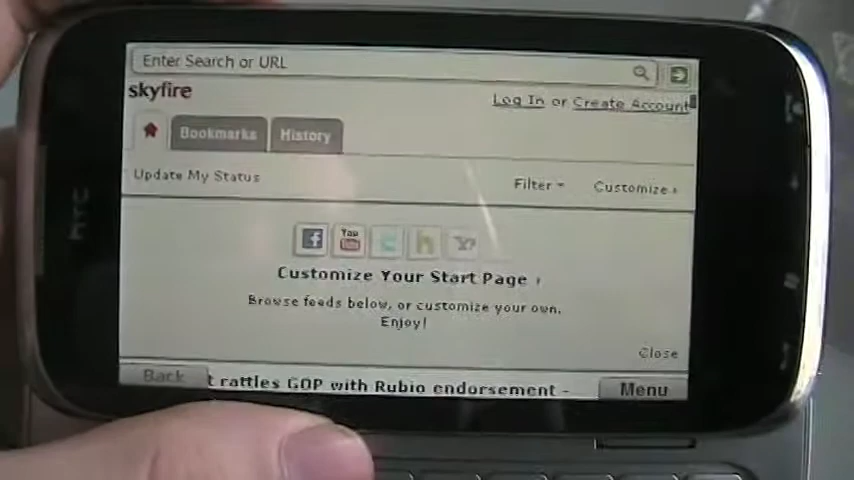 Enter Search or URL
skyfire
Log In or Create Account
Bookmarks
History
Update My Status
Filter
Customize
You
Tube
Customize Your Start Page
Browse feeds below, or customize your own.
Enjoy!
Close
Back
t rattles GOP with Rubio endorsement -
Menu
hTC